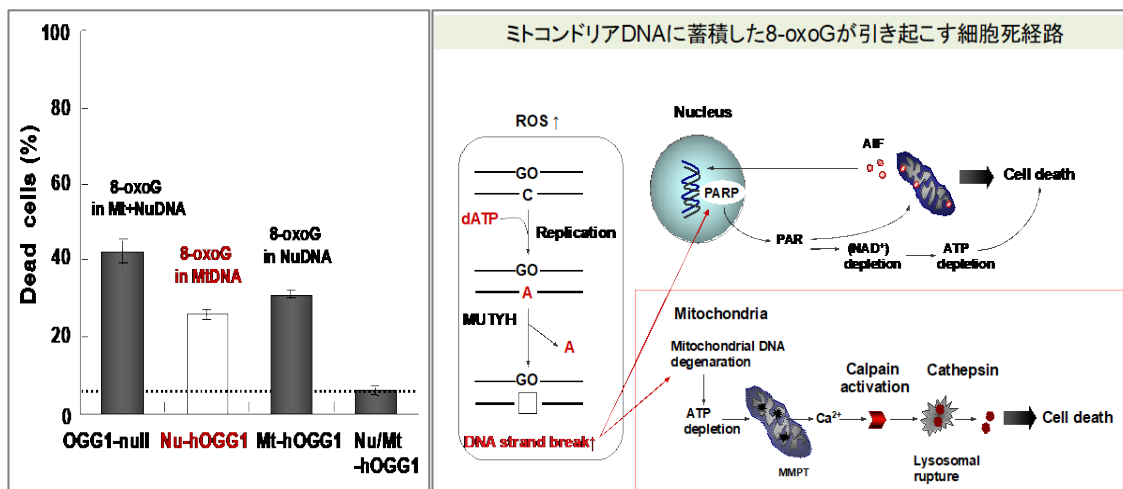 100
80
60
40
20
0
Dead cells (%)
8-oxoG
in Mt+NuDNA
8-oxoG
in MtDNA
8-oxoG
in NuDNA
OGG1-null
Nu-hOGG1
Mt-hOGG1
Nu/Mt
-hOGG1
ミトコンドリアDNAに蓄積した8-oxoGが引き起こす細胞死経路
ROS ↑
GO
C
dATP
Replication
GO
A
MUTYH
A
GO
DNA strand break↑
Nucleus
PARP
AIF
Cell death
PAR
(NAD⁺)
depletion
ATP
depletion
Mitochondria
Mitochondrial DNA
degenaration
ATP
depletion
MMPT
Ca²⁺
Calpain
activation
Cathepsin
Lysosomal
rupture
Cell death